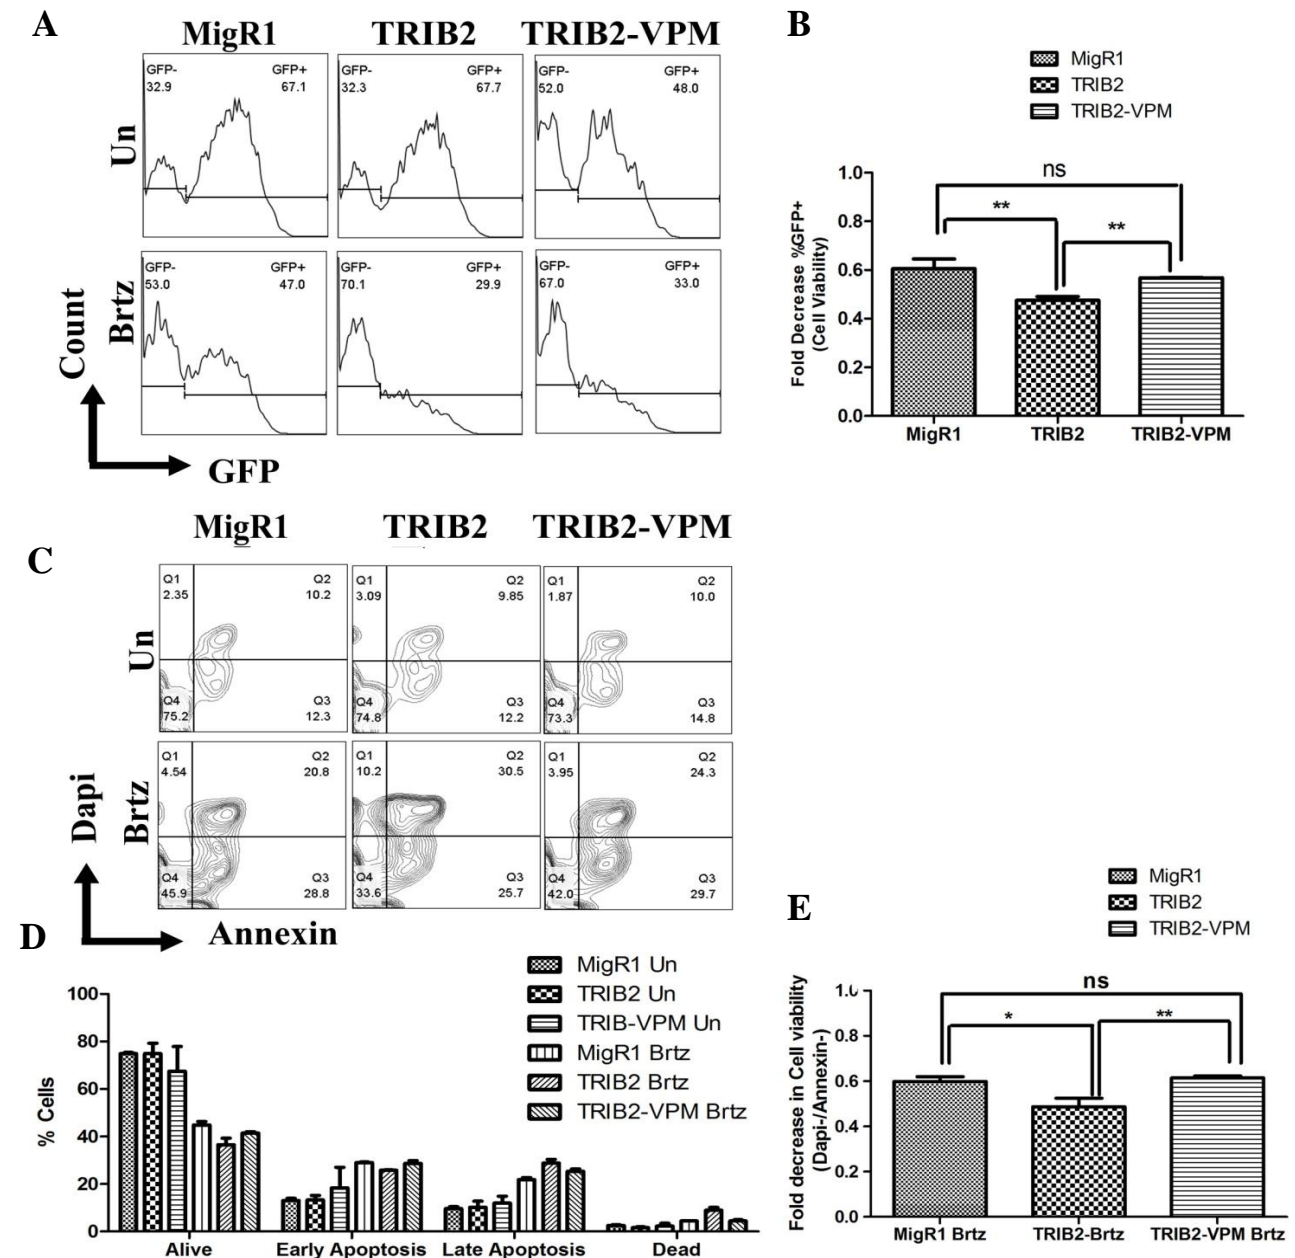 A
MigR1 TRIB2 TRIB2-VPM
Un
GFP- GFP+
32.9 67.1
GFP- GFP+
32.3 67.7
GFP- GFP+
52.0 48.0
Brtz
GFP- GFP+
53.0 47.0
GFP- GFP+
70.1 29.9
GFP- GFP+
67.0 33.0
Count
GFP
B
MigR1
TRIB2
TRIB2-VPM
Fold Decrease %GFP+
(Cell Viability)
1.0
0.8
0.6
0.4
0.2
0.0
ns
**
**
MigR1 TRIB2 TRIB2-VPM
C
MigR1 TRIB2 TRIB2-VPM
Un
Q1 Q2
2.35 10.2
Q4 Q3
75.2 12.3
Q1 Q2
3.09 9.85
Q4 Q3
74.8 12.2
Q1 Q2
1.87 10.0
Q4 Q3
73.3 14.8
Brtz
Q1 Q2
4.54 20.8
Q4 Q3
45.9 28.8
Q1 Q2
10.2 30.5
Q4 Q3
33.6 25.7
Q1 Q2
3.95 24.3
Q4 Q3
42.0 29.7
Dapi
Annexin
D
MigR1 Un
TRIB2 Un
TRIB-VPM Un
MigR1 Brtz
TRIB2 Brtz
TRIB2-VPM Brtz
% Cells
100
80
60
40
20
0
Alive Early Apoptosis Late Apoptosis Dead
E
MigR1
TRIB2
TRIB2-VPM
Fold decrease in Cell viability
(Dapi-/Annexin-)
1.0
0.8
0.6
0.4
0.2
0.0
ns
*
**
MigR1 Brtz TRIB2-Brtz TRIB2-VPM Brtz